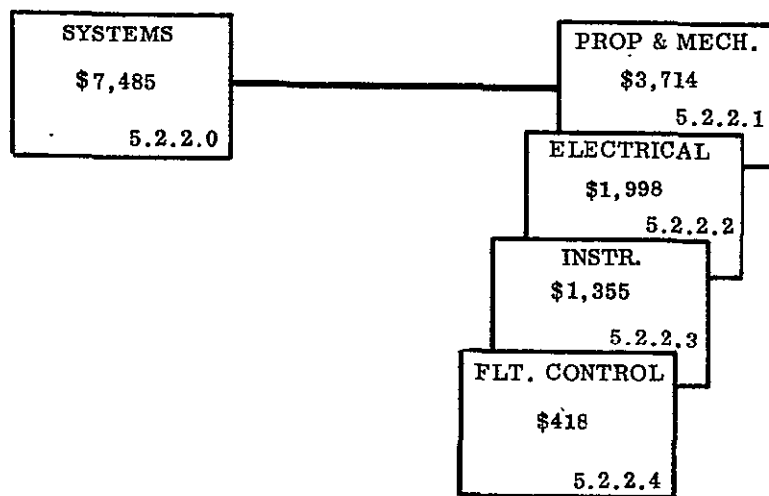 SYSTEMS
$7,485
5.2.2.0
PROP & MECH.
$3,714
5.2.2.1
ELECTRICAL
$1,998
5.2.2.2
INSTR.
$1,355
5.2.2.3
FLT. CONTROL
$418
5.2.2.4